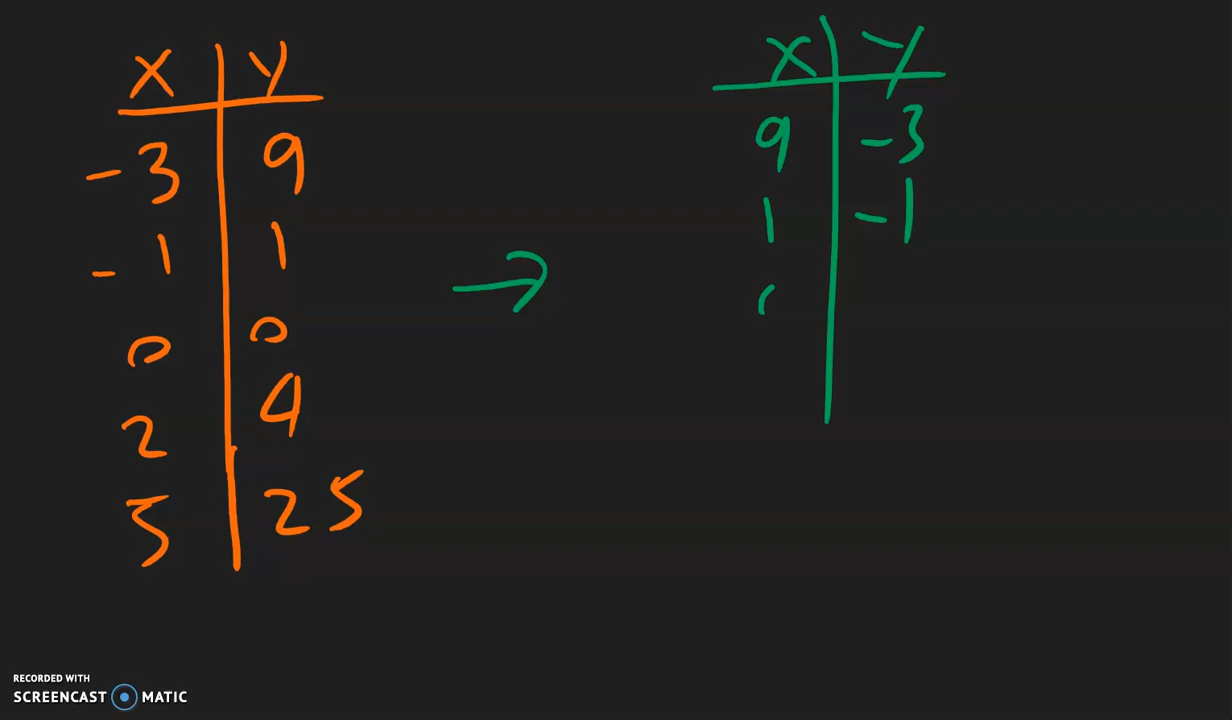 x y
-3 9
-1 1
0 0
2 4
5 25
→
x y
9 -3
1 -1
RECORDED WITH
SCREENCAST MATIC